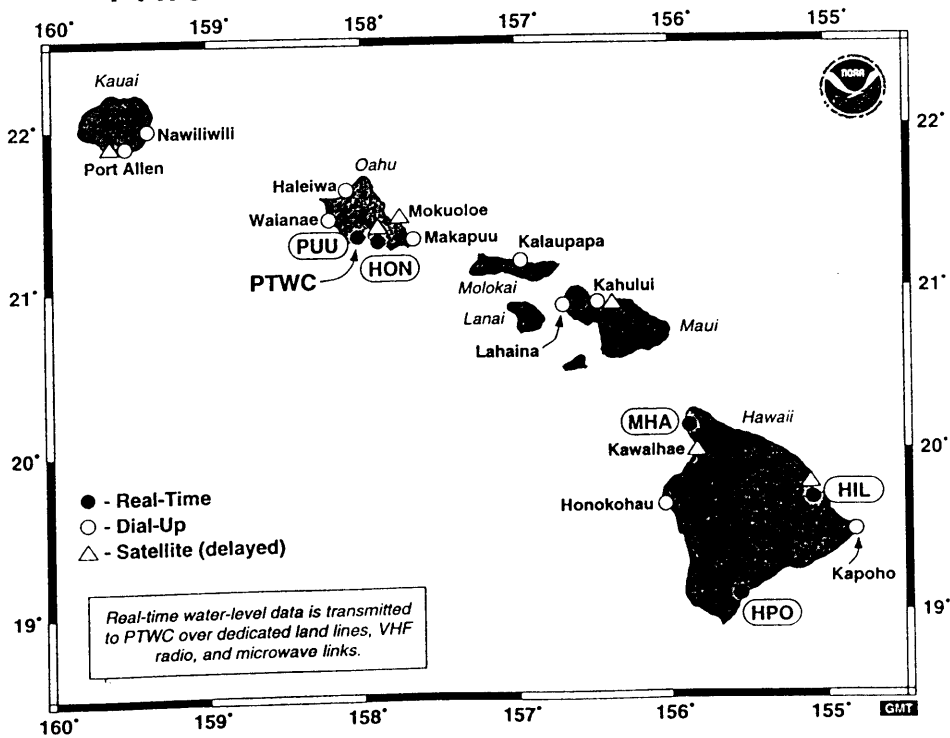 160° 159° 158° 157° 156° 155°
Kauai
NOAA
22°
22°
Nawiliwili
Port Allen
Oahu
Haleiwa
Mokuoloe
Waianae
Makapuu
PUU
HON
PTWC
Kalaupapa
Molokai
Kahului
21°
21°
Lanai
Maui
Lahaina
MHA
Hawaii
Kawaihae
20°
20°
HIL
Honokohau
● - Real-Time
○ - Dial-Up
△ - Satellite (delayed)
Kapoho
HPO
19°
19°
Real-time water-level data is transmitted
to PTWC over dedicated land lines, VHF
radio, and microwave links.
160° 159° 158° 157° 156° 155°
GMT